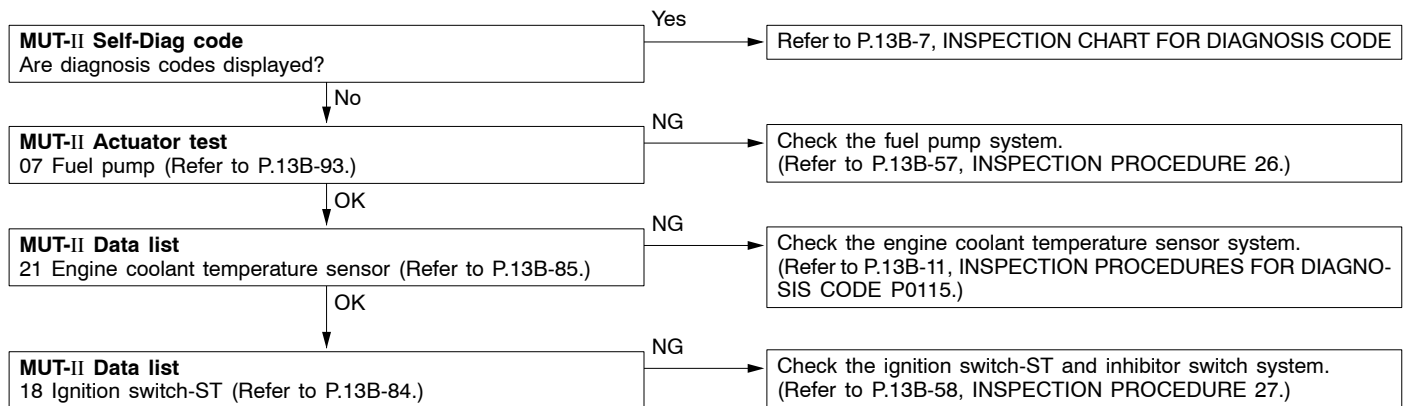 MUT-II Self-Diag code
Are diagnosis codes displayed?
Yes
Refer to P.13B-7, INSPECTION CHART FOR DIAGNOSIS CODE
No
MUT-II Actuator test
07 Fuel pump (Refer to P.13B-93.)
NG
Check the fuel pump system.
(Refer to P.13B-57, INSPECTION PROCEDURE 26.)
OK
MUT-II Data list
21 Engine coolant temperature sensor (Refer to P.13B-85.)
NG
Check the engine coolant temperature sensor system.
(Refer to P.13B-11, INSPECTION PROCEDURES FOR DIAGNO-
SIS CODE P0115.)
OK
MUT-II Data list
18 Ignition switch-ST (Refer to P.13B-84.)
NG
Check the ignition switch-ST and inhibitor switch system.
(Refer to P.13B-58, INSPECTION PROCEDURE 27.)